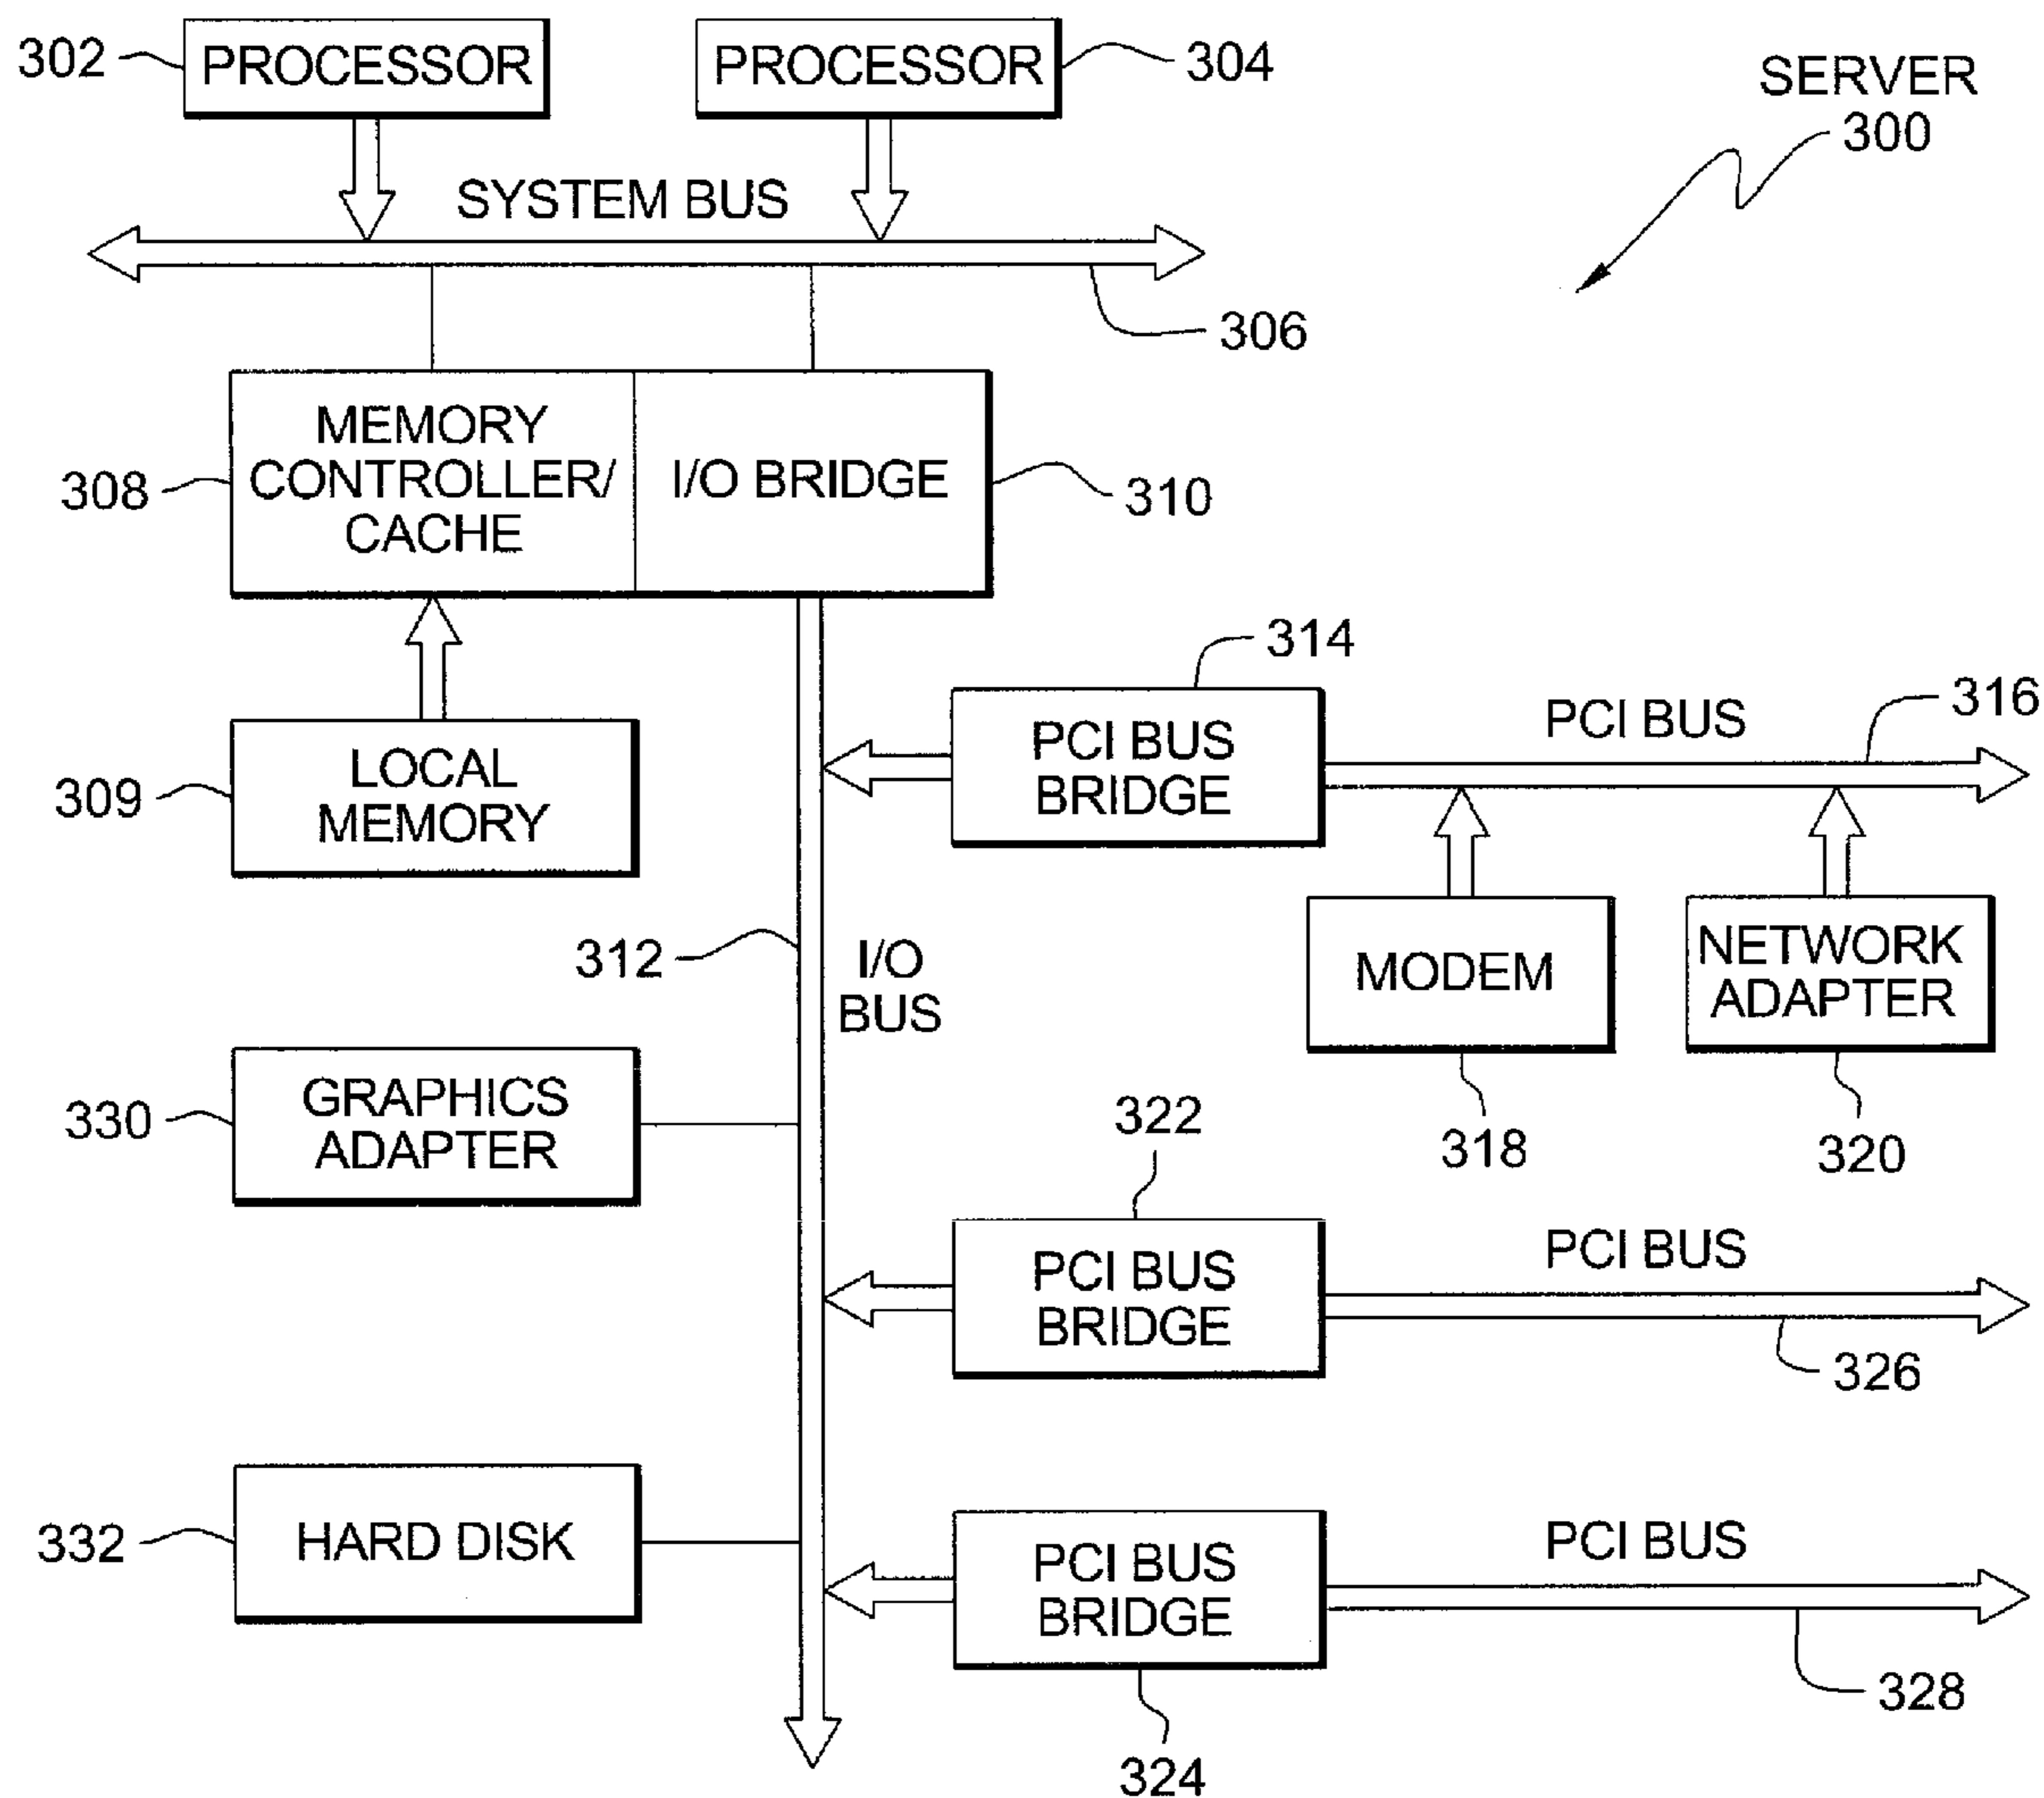 302
PROCESSOR
PROCESSOR
304
SERVER
300
SYSTEM BUS
306
308
MEMORY
CONTROLLER/
CACHE
I/O BRIDGE
310
309
LOCAL
MEMORY
314
PCI BUS
BRIDGE
PCI BUS
316
312
I/O
BUS
MODEM
318
NETWORK
ADAPTER
320
330
GRAPHICS
ADAPTER
322
PCI BUS
BRIDGE
PCI BUS
326
332
HARD DISK
PCI BUS
BRIDGE
324
PCI BUS
328